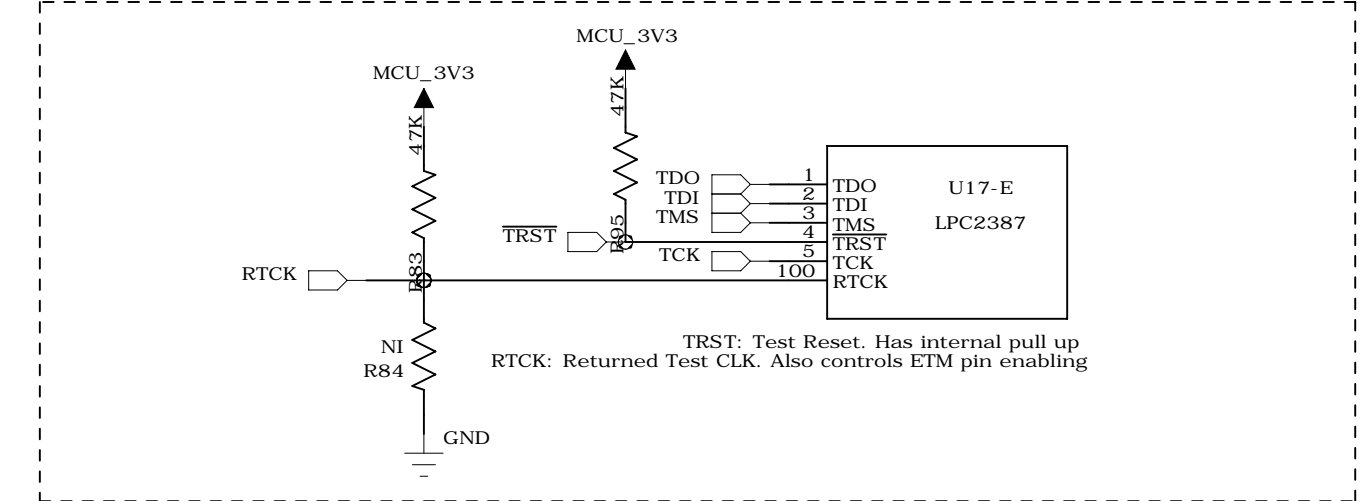 MCU_3V3
MCU_3V3
47K
47K
TDO
1
TDO
U17-E
TDI
2
TDI
LPC2387
TMS
3
TMS
TRST
R95
4
TRST
TCK
5
TCK
RTCK
R83
100
RTCK
TRST: Test Reset. Has internal pull up
RTCK: Returned Test CLK. Also controls ETM pin enabling
NI
R84
GND